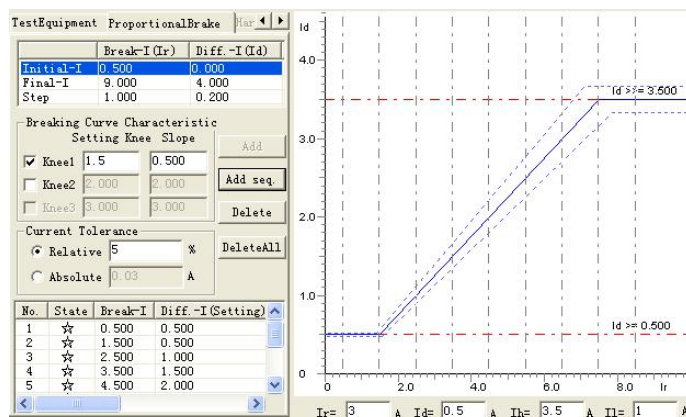 TestEquipment ProportionalBrake Har
Break-I(Ir) Diff.-I(Id)
Initial-I 0.500 0.000
Final-I 9.000 4.000
Step 1.000 0.200
Breaking Curve Characteristic
Setting Knee Slope
Knee1 1.5 0.500
Knee2 2.000 2.000
Knee3 3.000 3.000
Add
Add seq.
Delete
DeleteAll
Current Tolerance
Relative 5 %
Absolute 0.03 A
No. State Break-I Diff.-I(Setting)
1 ☆ 0.500 0.500
2 ☆ 1.500 0.500
3 ☆ 2.500 1.000
4 ☆ 3.500 1.500
5 ☆ 4.500 2.000
Id
4.0
Id >= 3.500
3.0
2.0
1.0
Id >= 0.500
0 2.0 4.0 6.0 8.0 Ir
Ir= 3 A Id= 0.5 A Ih= 3.5 A Il= 1